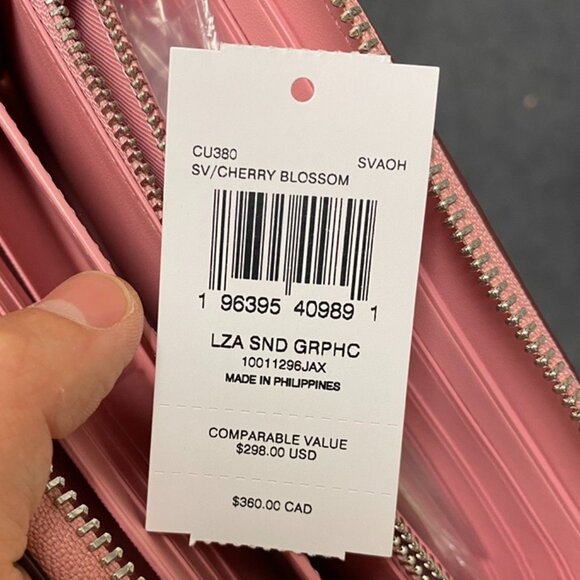 CU380 SVAOH
SV/CHERRY BLOSSOM
1 96395 40989 1
LZA SND GRPHC
10011296JAX
MADE IN PHILIPPINES
COMPARABLE VALUE
$298.00 USD
$360.00 CAD